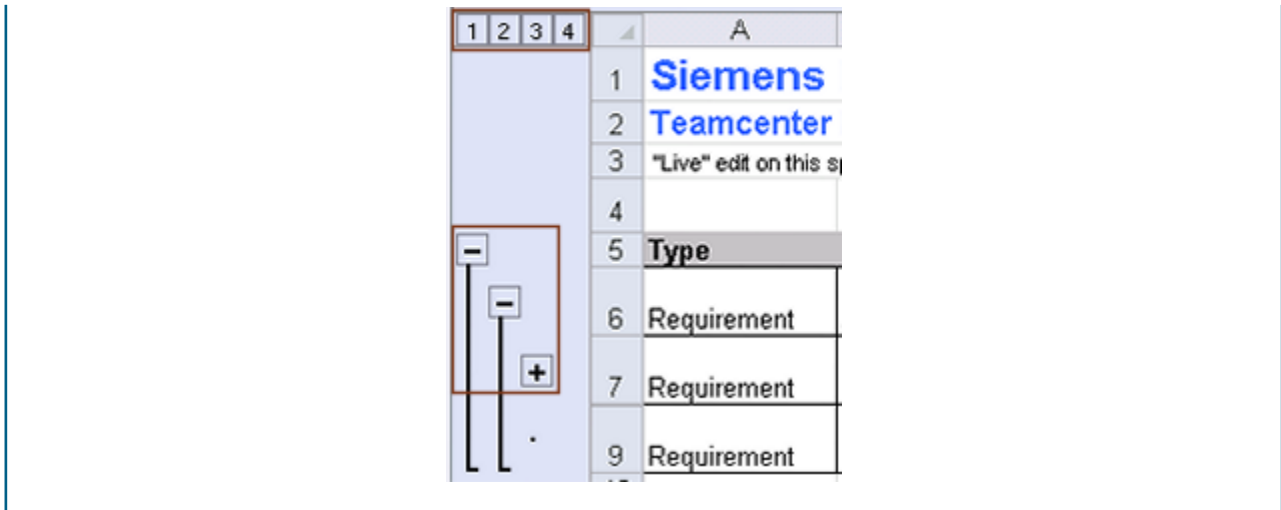 1 2 3 4 A
1 Siemens
2 Teamcenter
3 "Live" edit on this
4
5 Type
6 Requirement
7 Requirement
9 Requirement